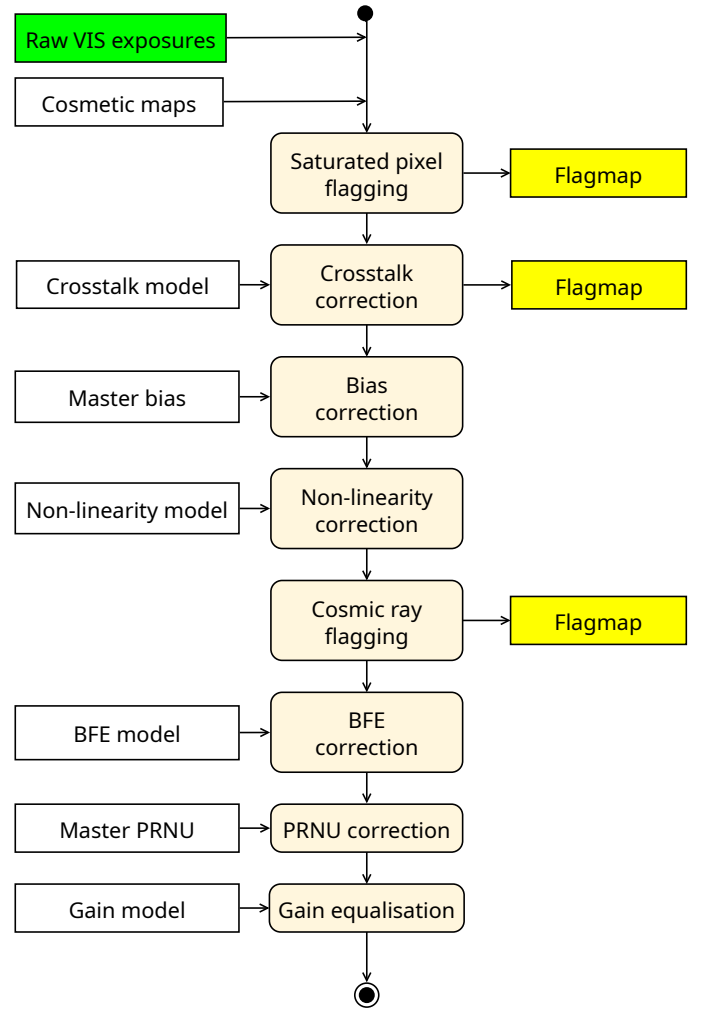 Raw VIS exposures
Cosmetic maps
Saturated pixel
flagging
Flagmap
Crosstalk model
Crosstalk
correction
Flagmap
Master bias
Bias
correction
Non-linearity model
Non-linearity
correction
Cosmic ray
flagging
Flagmap
BFE model
BFE
correction
Master PRNU
PRNU correction
Gain model
Gain equalisation